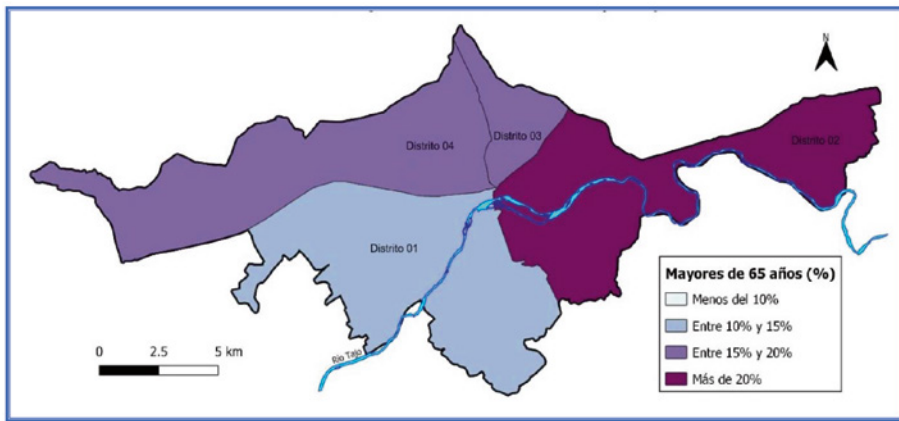 N
Distrito 03
Distrito 04
Distrito 02
Distrito 01
Río Tajo
Mayores de 65 años (%)
Menos del 10%
Entre 10% y 15%
Entre 15% y 20%
Más de 20%
0 2.5 5 km